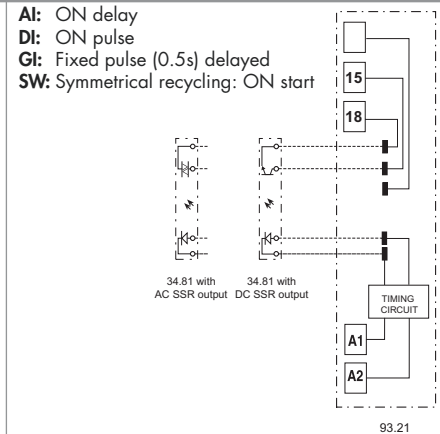 AI: ON delay
DI: ON pulse
GI: Fixed pulse (0.5s) delayed
SW: Symmetrical recycling: ON start
15
18
34.81 with
AC SSR output
34.81 with
DC SSR output
TIMING
CIRCUIT
A1
A2
93.21